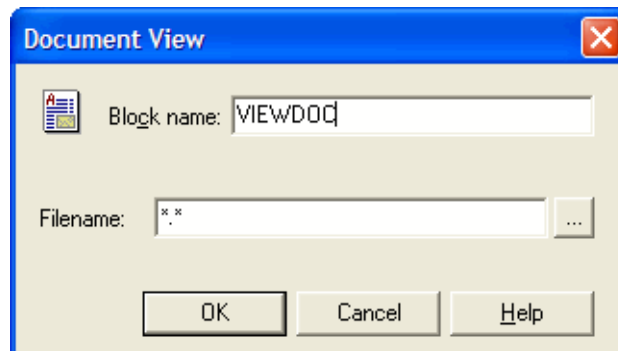 Document View
Block name: VIEWDOC
Filename: *.*
...
OK Cancel Help